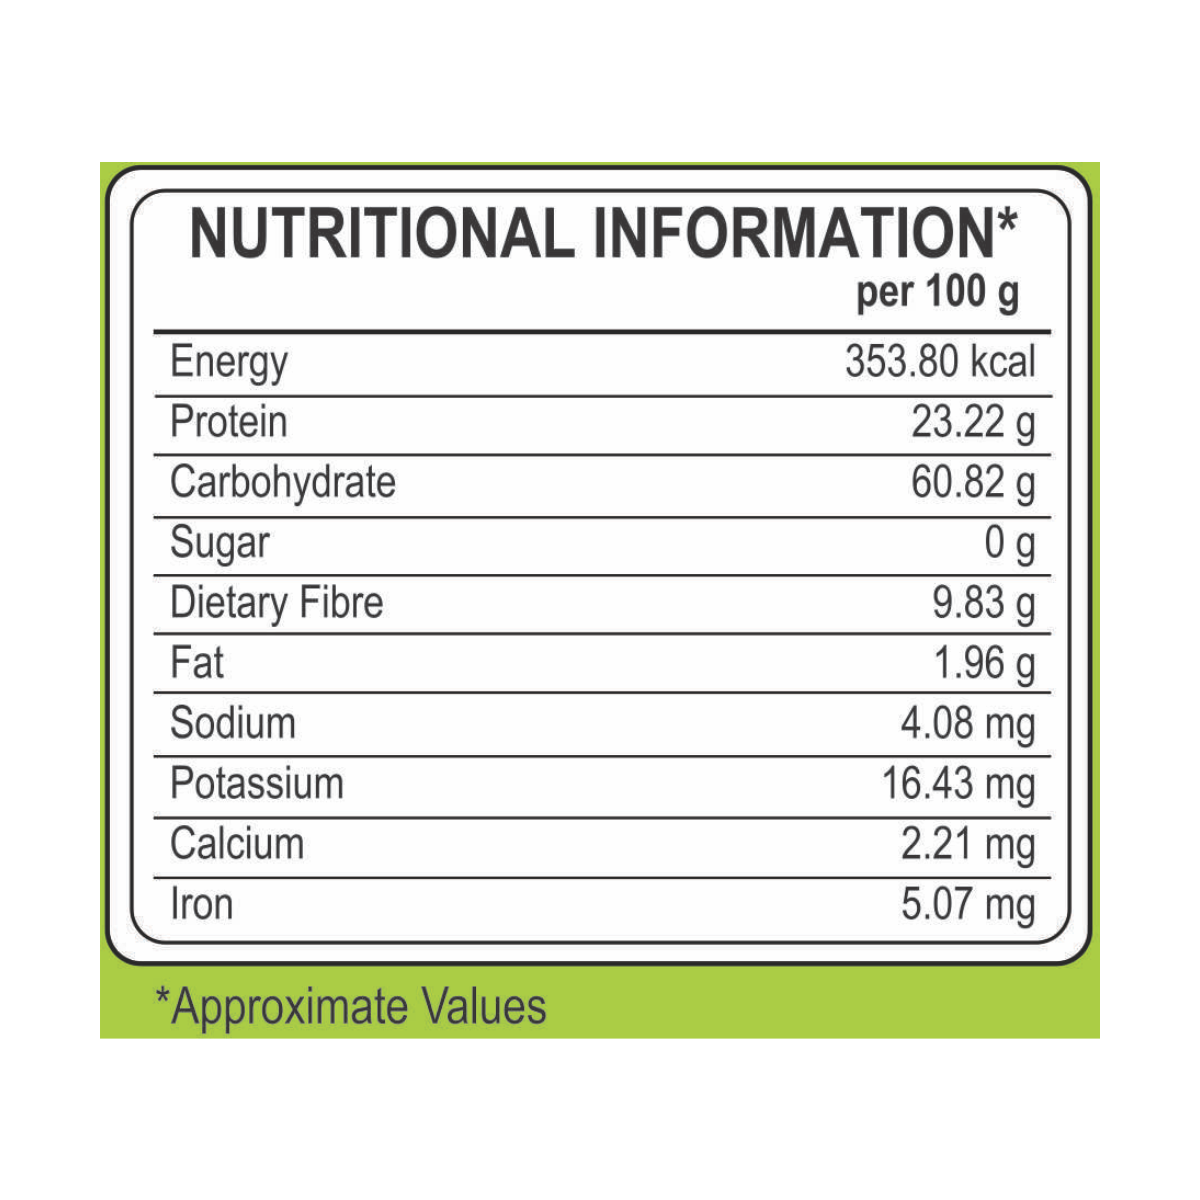 NUTRITIONAL INFORMATION*
per 100 g
Energy 353.80 kcal
Protein 23.22 g
Carbohydrate 60.82 g
Sugar 0 g
Dietary Fibre 9.83 g
Fat 1.96 g
Sodium 4.08 mg
Potassium 16.43 mg
Calcium 2.21 mg
Iron 5.07 mg
*Approximate Values